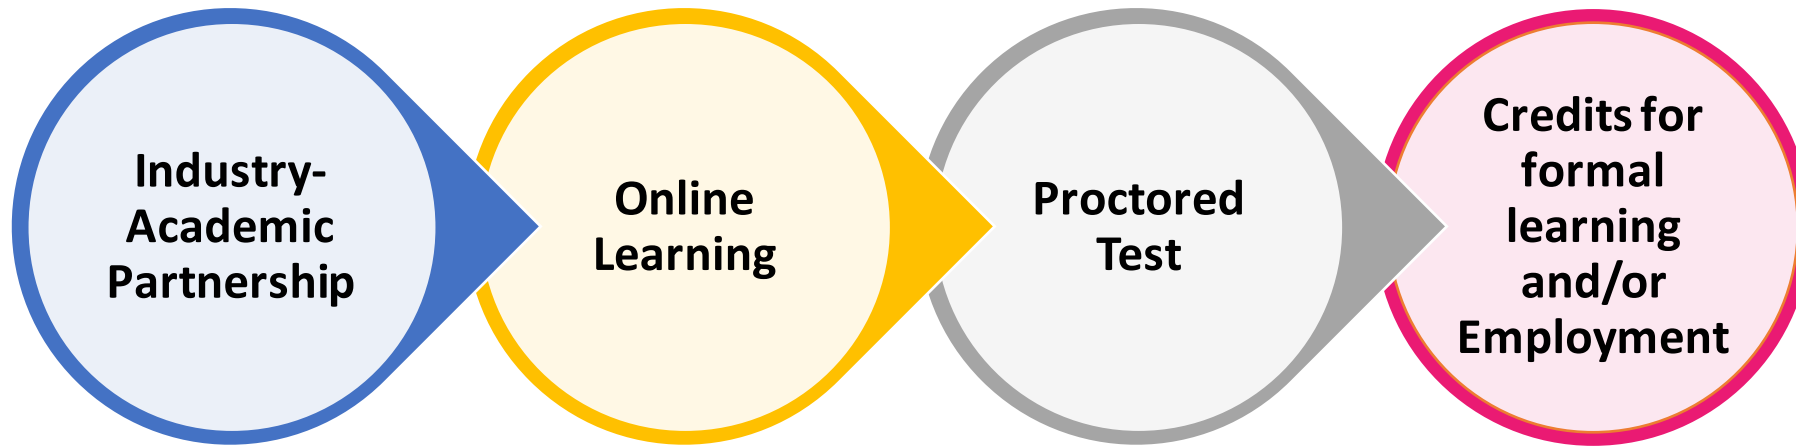 Industry-
Academic
Partnership
Online
Learning
Proctored
Test
Credits for
formal
learning
and/or
Employment